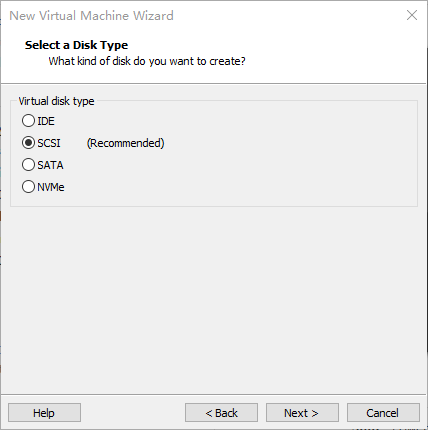 New Virtual Machine Wizard
Select a Disk Type
What kind of disk do you want to create?
Virtual disk type
IDE
SCSI (Recommended)
SATA
NVMe
Help < Back Next > Cancel